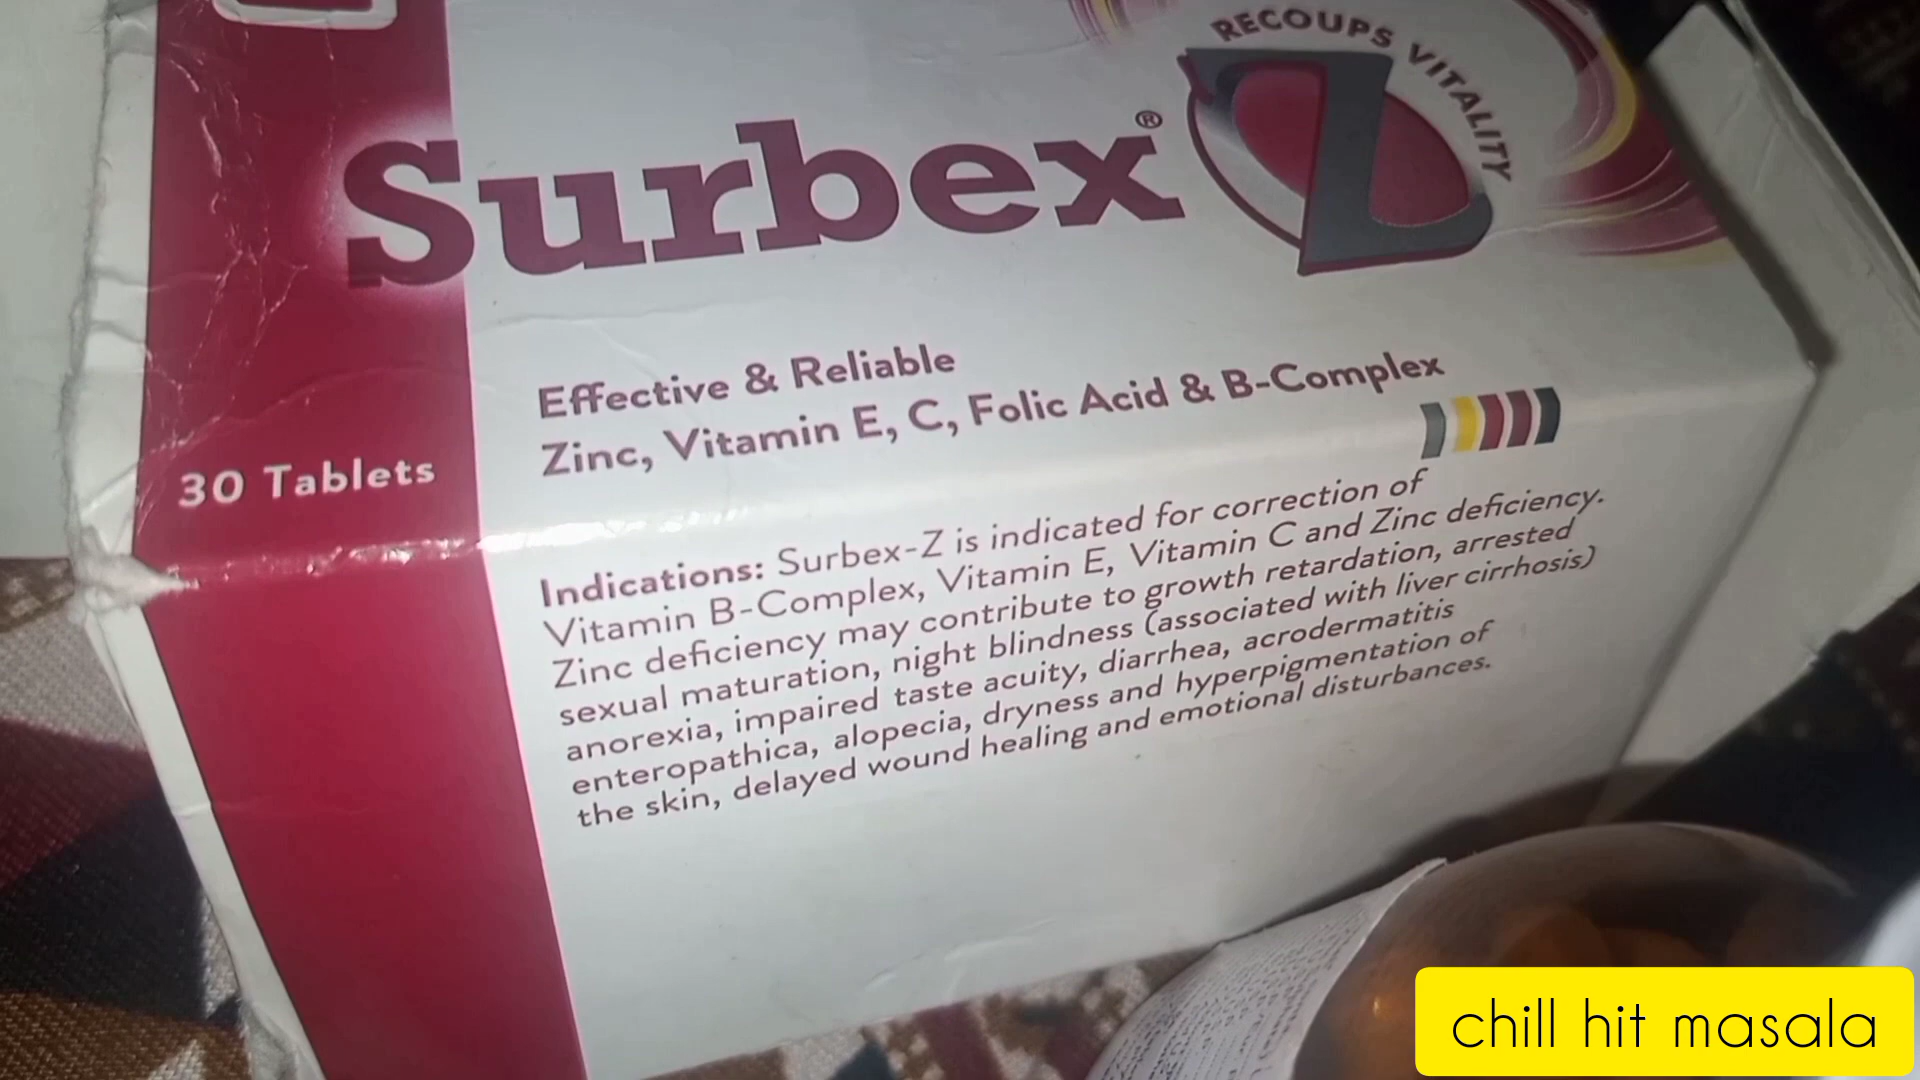 RECOUPS VITALITY
Surbex® Z
Effective & Reliable
Zinc, Vitamin E, C, Folic Acid & B-Complex
30 Tablets
Indications: Surbex-Z is indicated for correction of
Vitamin B-Complex, Vitamin E, Vitamin C and Zinc deficiency.
Zinc deficiency may contribute to growth retardation, arrested
sexual maturation, night blindness (associated with liver cirrhosis)
anorexia, impaired taste acuity, diarrhea, acrodermatitis
enteropathica, alopecia, dryness and hyperpigmentation of
the skin, delayed wound healing and emotional disturbances.
chill hit masala